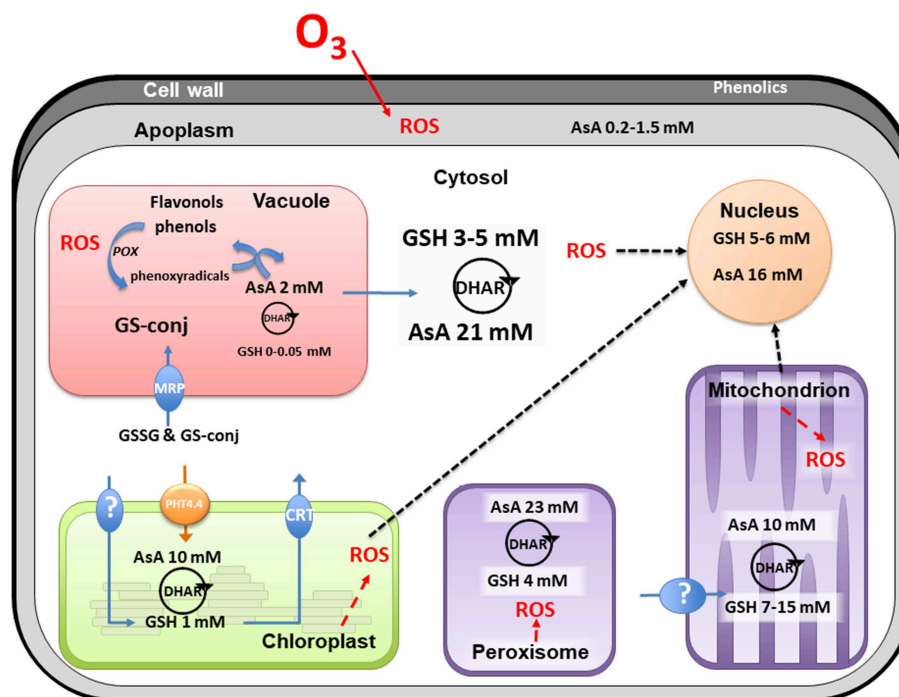 O3
Cell wall
Phenolics
Apoplasm
ROS
AsA 0.2-1.5 mM
Cytosol
Flavonols
phenols
Vacuole
ROS
POX
phenoxyradicals
AsA 2 mM
DHAR
GSH 0-0.05 mM
GS-conj
MRP
GSSG & GS-conj
GSH 3-5 mM
DHAR
AsA 21 mM
ROS
Nucleus
GSH 5-6 mM
AsA 16 mM
?
PHT4.4
CRT
AsA 10 mM
DHAR
GSH 1 mM
ROS
Chloroplast
AsA 23 mM
DHAR
GSH 4 mM
ROS
Peroxisome
Mitochondrion
ROS
AsA 10 mM
DHAR
?
GSH 7-15 mM